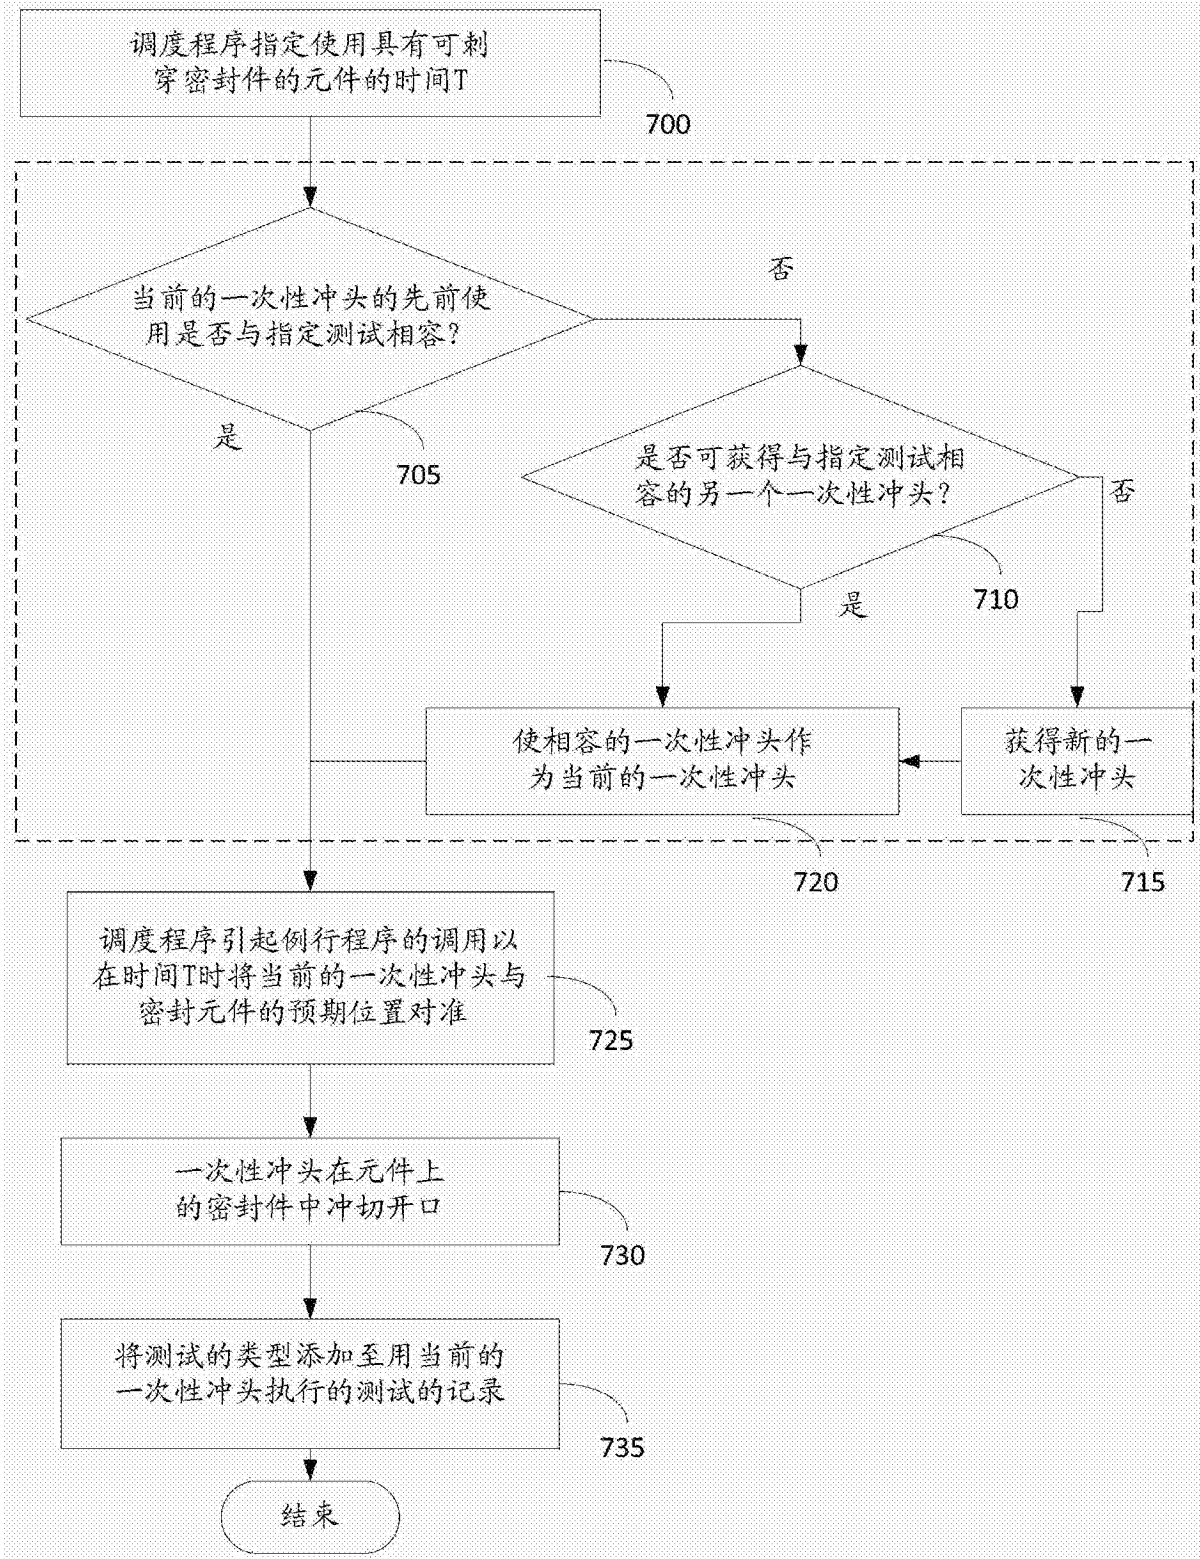 调度程序指定使用具有可刺
穿密封件的元件的时间T
700
当前的一次性冲头的先前使
用是否与指定测试相容？
否
是
705
是否可获得与指定测试相
容的另一个一次性冲头？
否
710
是
使相容的一次性冲头作
为当前的一次性冲头
获得新的一
次性冲头
720
715
调度程序引起例行程序的调用以
在时间T时将当前的一次性冲头与
密封元件的预期位置对准
725
一次性冲头在元件上
的密封件中冲切开口
730
将测试的类型添加至用当前的
一次性冲头执行的测试的记录
735
结束